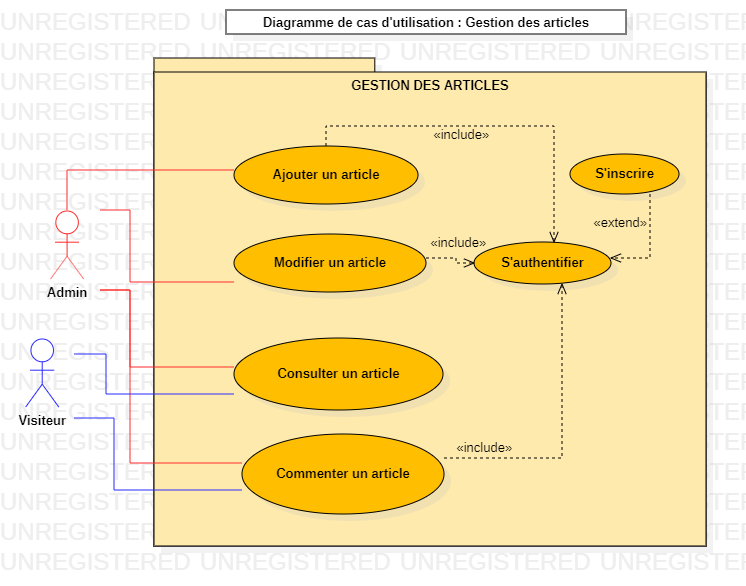 Diagramme de cas d'utilisation : Gestion des articles
GESTION DES ARTICLES
«include»
Ajouter un article
S'inscrire
«extend»
«include»
Modifier un article
S'authentifier
Admin
Consulter un article
Visiteur
«include»
Commenter un article
UNREGISTERED UNREGISTERED UNREGISTERED UNREGISTERED